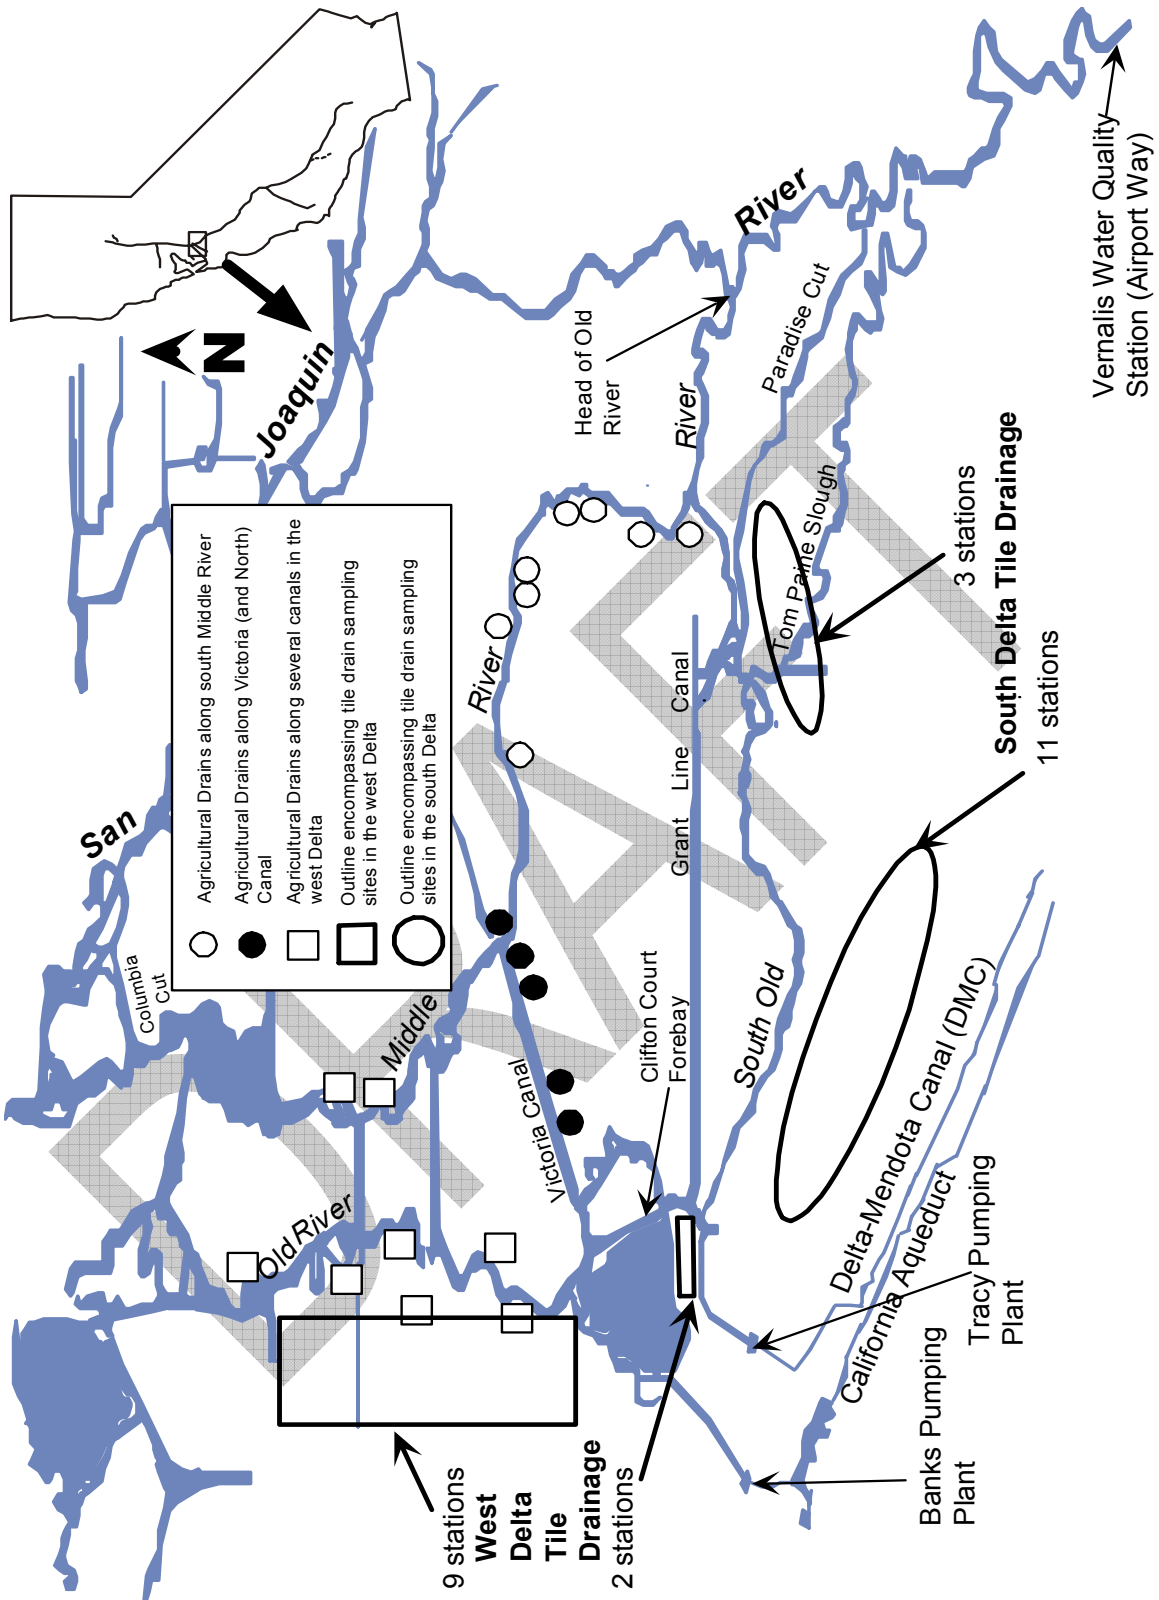 N
San
Joaquin
River
Agricultural Drains along south Middle River
Agricultural Drains along Victoria (and North)
Canal
Agricultural Drains along several canals in the
west Delta
Outline encompassing tile drain sampling
sites in the west Delta
Outline encompassing tile drain sampling
sites in the south Delta
Columbia
Cut
Middle
River
Old River
Victoria Canal
Clifton Court
Forebay
Grant Line Canal
South Old
River
Head of Old
River
Paradise Cut
Tom Paine Slough
3 stations
South Delta Tile Drainage
11 stations
9 stations
West
Delta
Tile
Drainage
2 stations
Delta-Mendota Canal (DMC)
California Aqueduct
Tracy Pumping
Plant
Banks Pumping
Plant
Vernalis Water Quality
Station (Airport Way)
DRAFT